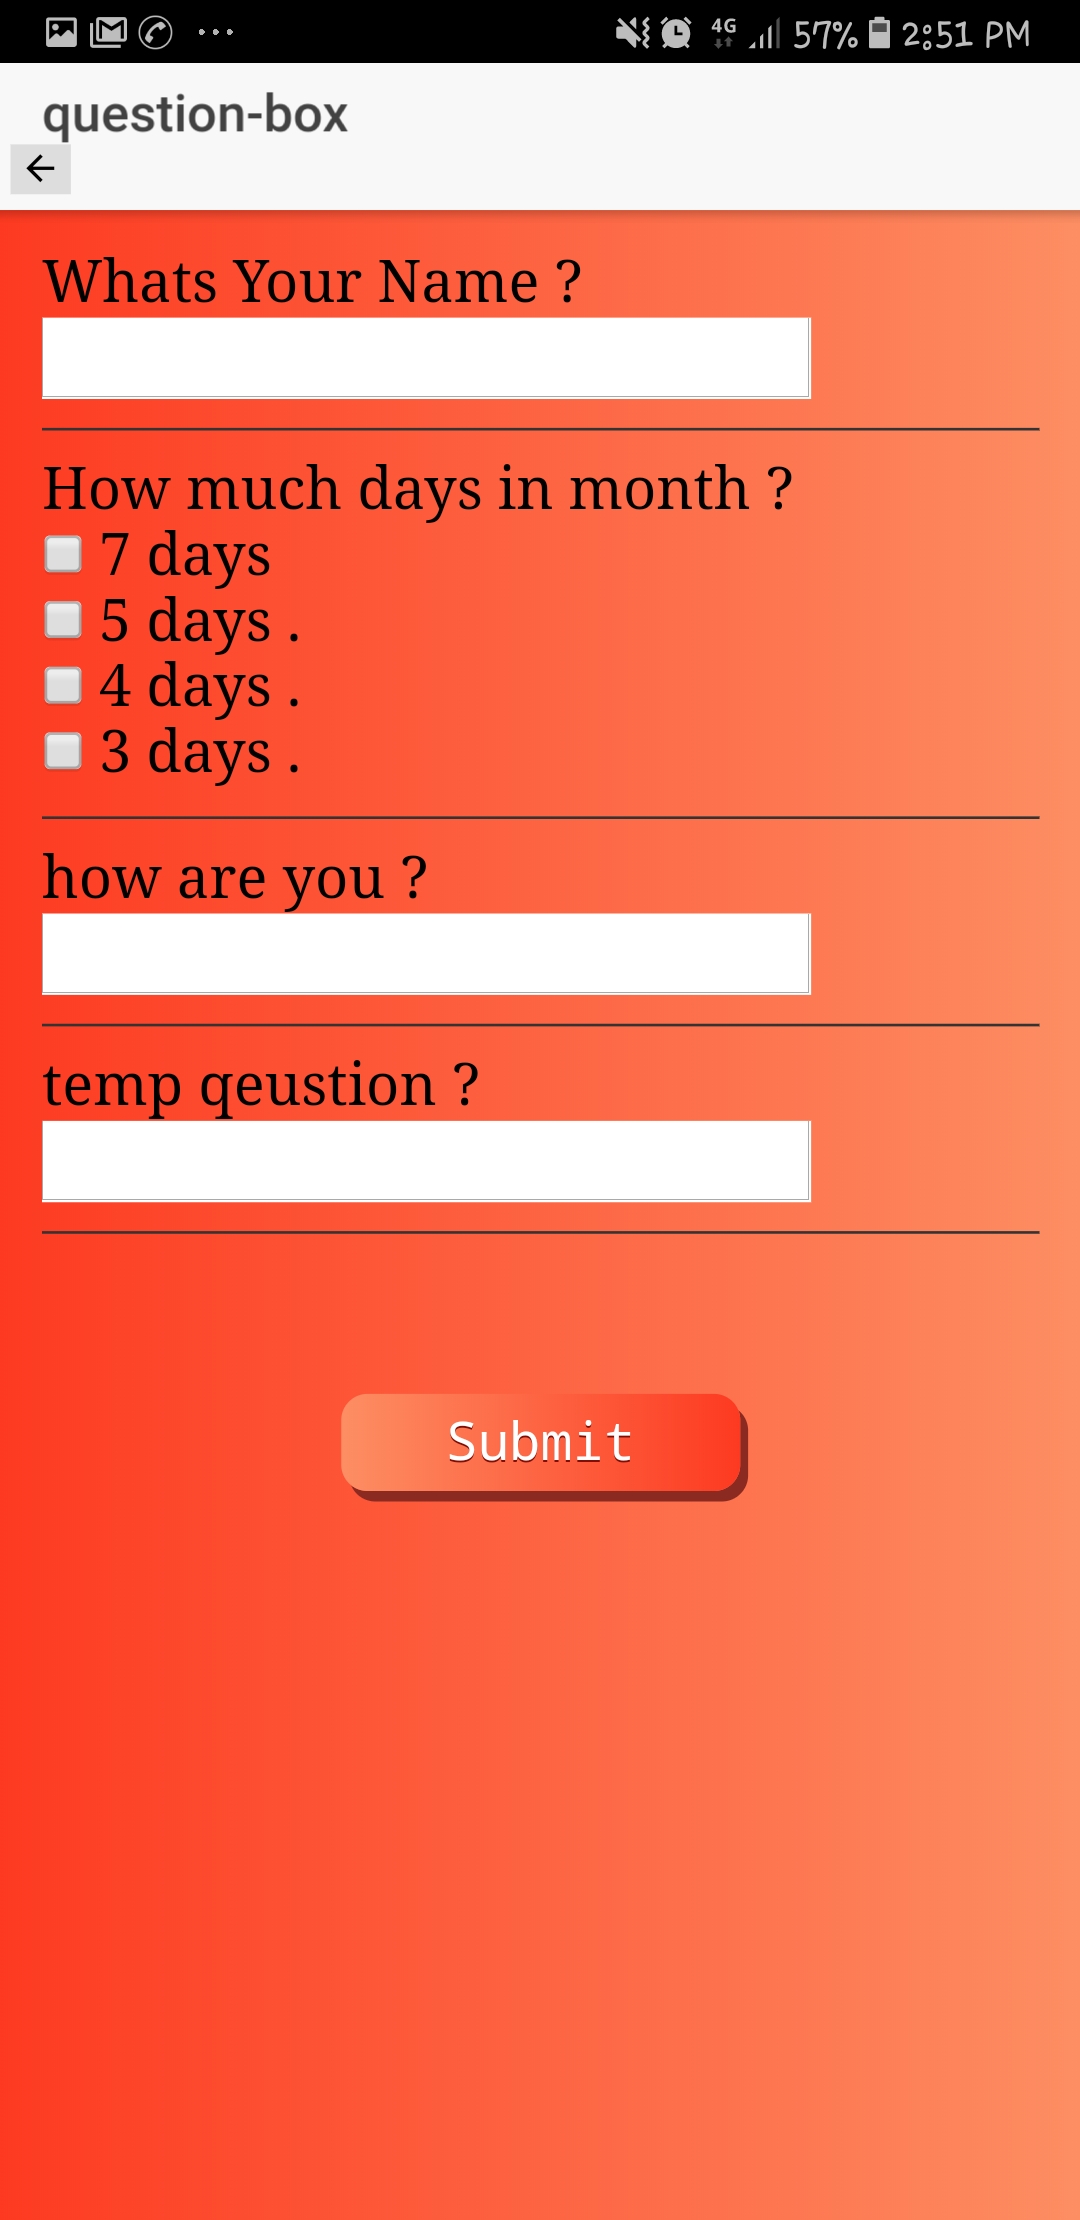 4G 57% 2:51 PM
question-box
Whats Your Name ?
How much days in month ?
7 days
5 days .
4 days .
3 days .
how are you ?
temp qeustion ?
Submit